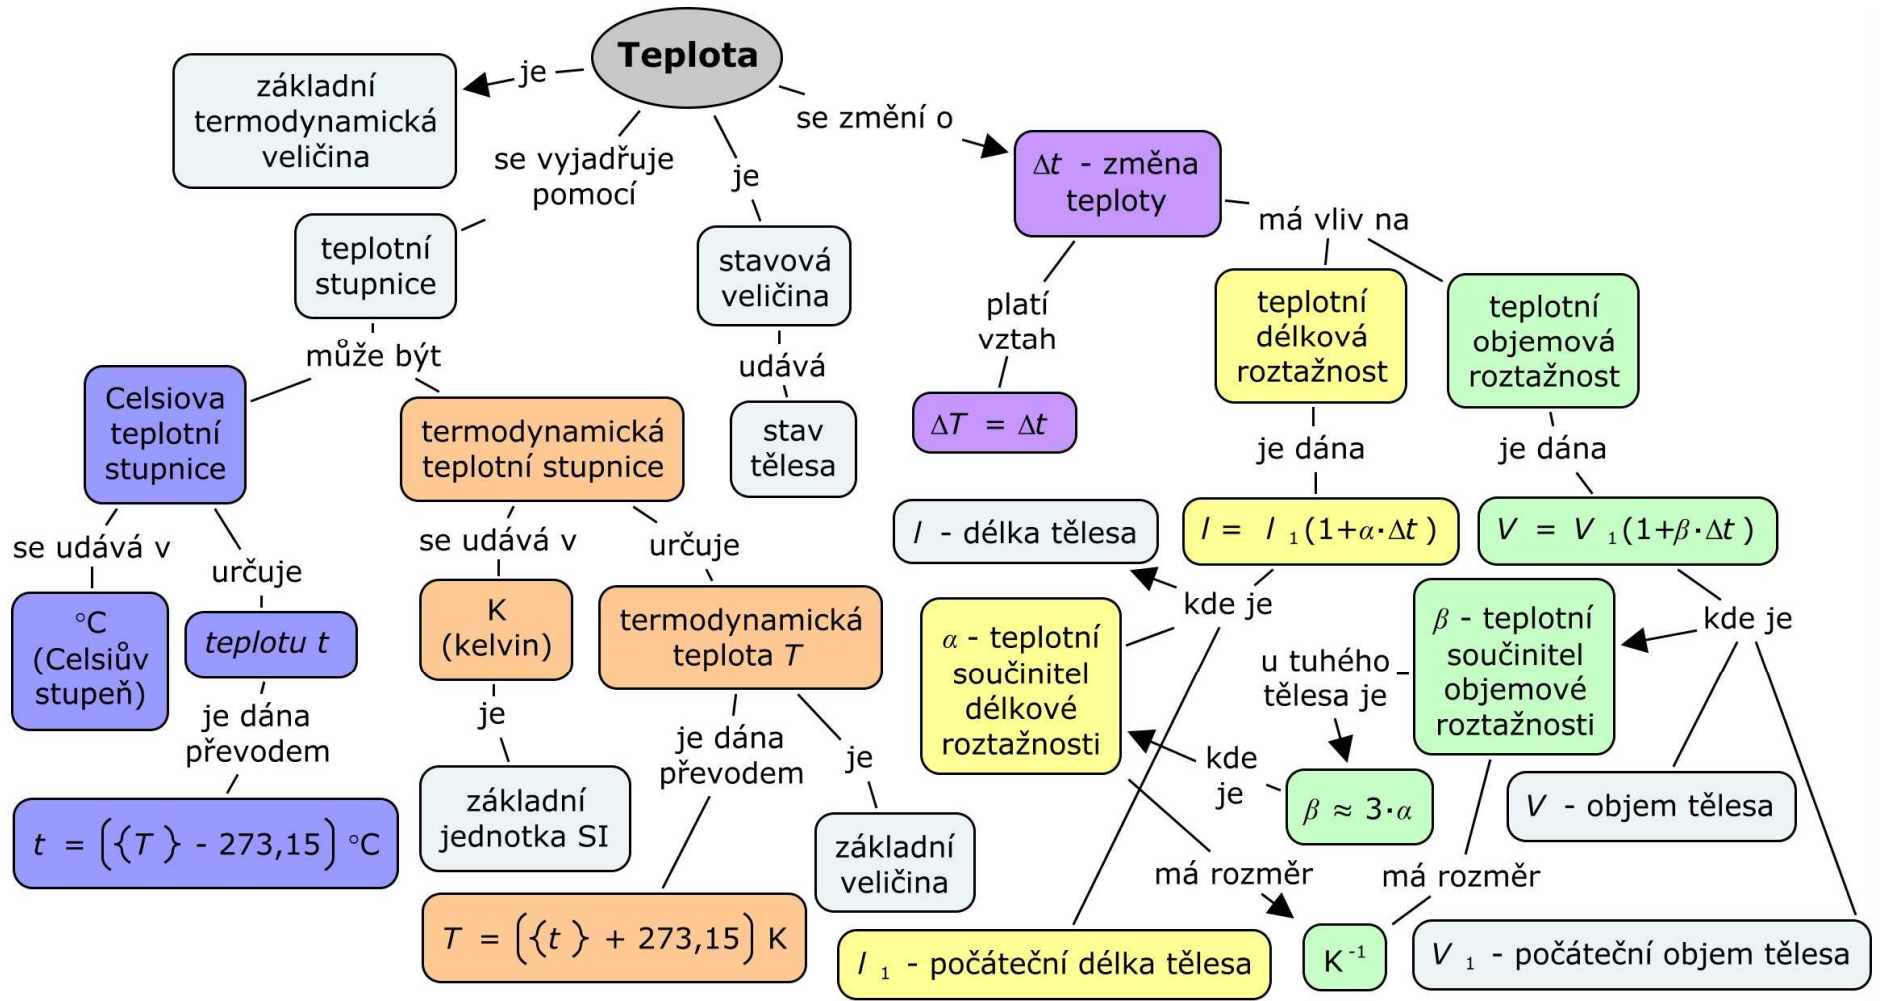 Teplota
je
základní
termodynamická
veličina
se vyjadřuje
pomocí
je
se změní o
Δt - změna
teploty
má vliv na
teplotní
stupnice
stavová
veličina
platí
vztah
teplotní
délková
roztažnost
teplotní
objemová
roztažnost
může být
udává
Celsiova
teplotní
stupnice
termodynamická
teplotní stupnice
stav
tělesa
ΔT = Δt
je dána
je dána
se udává v
určuje
se udává v
určuje
l - délka tělesa
l = l ₁(1+α·Δt)
V = V ₁(1+β·Δt)
°C
(Celsiův
stupeň)
teplotu t
K
(kelvin)
termodynamická
teplota T
kde je
kde je
α - teplotní
součinitel
délkové
roztažnosti
u tuhého
tělesa je
β - teplotní
součinitel
objemové
roztažnosti
je dána
převodem
je
je dána
převodem
je
kde
je
t = ({T} - 273,15) °C
základní
jednotka SI
základní
veličina
β ≈ 3·α
V - objem tělesa
má rozměr
má rozměr
T = ({t} + 273,15) K
l ₁ - počáteční délka tělesa
K⁻¹
V ₁ - počáteční objem tělesa